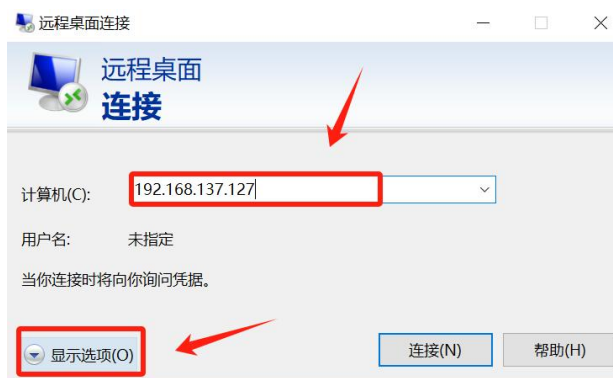 远程桌面连接
远程桌面
连接
计算机(C): 192.168.137.127
用户名: 未指定
当你连接时将向你询问凭据。
显示选项(O) 连接(N) 帮助(H)